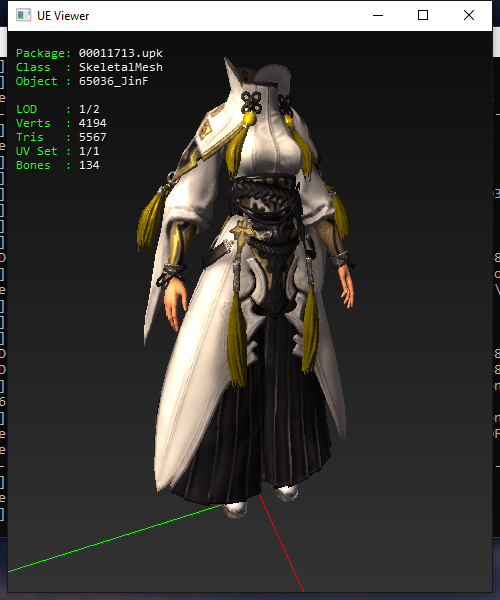 UE Viewer
Package: 00011713.upk
Class : SkeletalMesh
Object : 65036_JinF
LOD : 1/2
Verts : 4194
Tris : 5567
UV Set : 1/1
Bones : 134